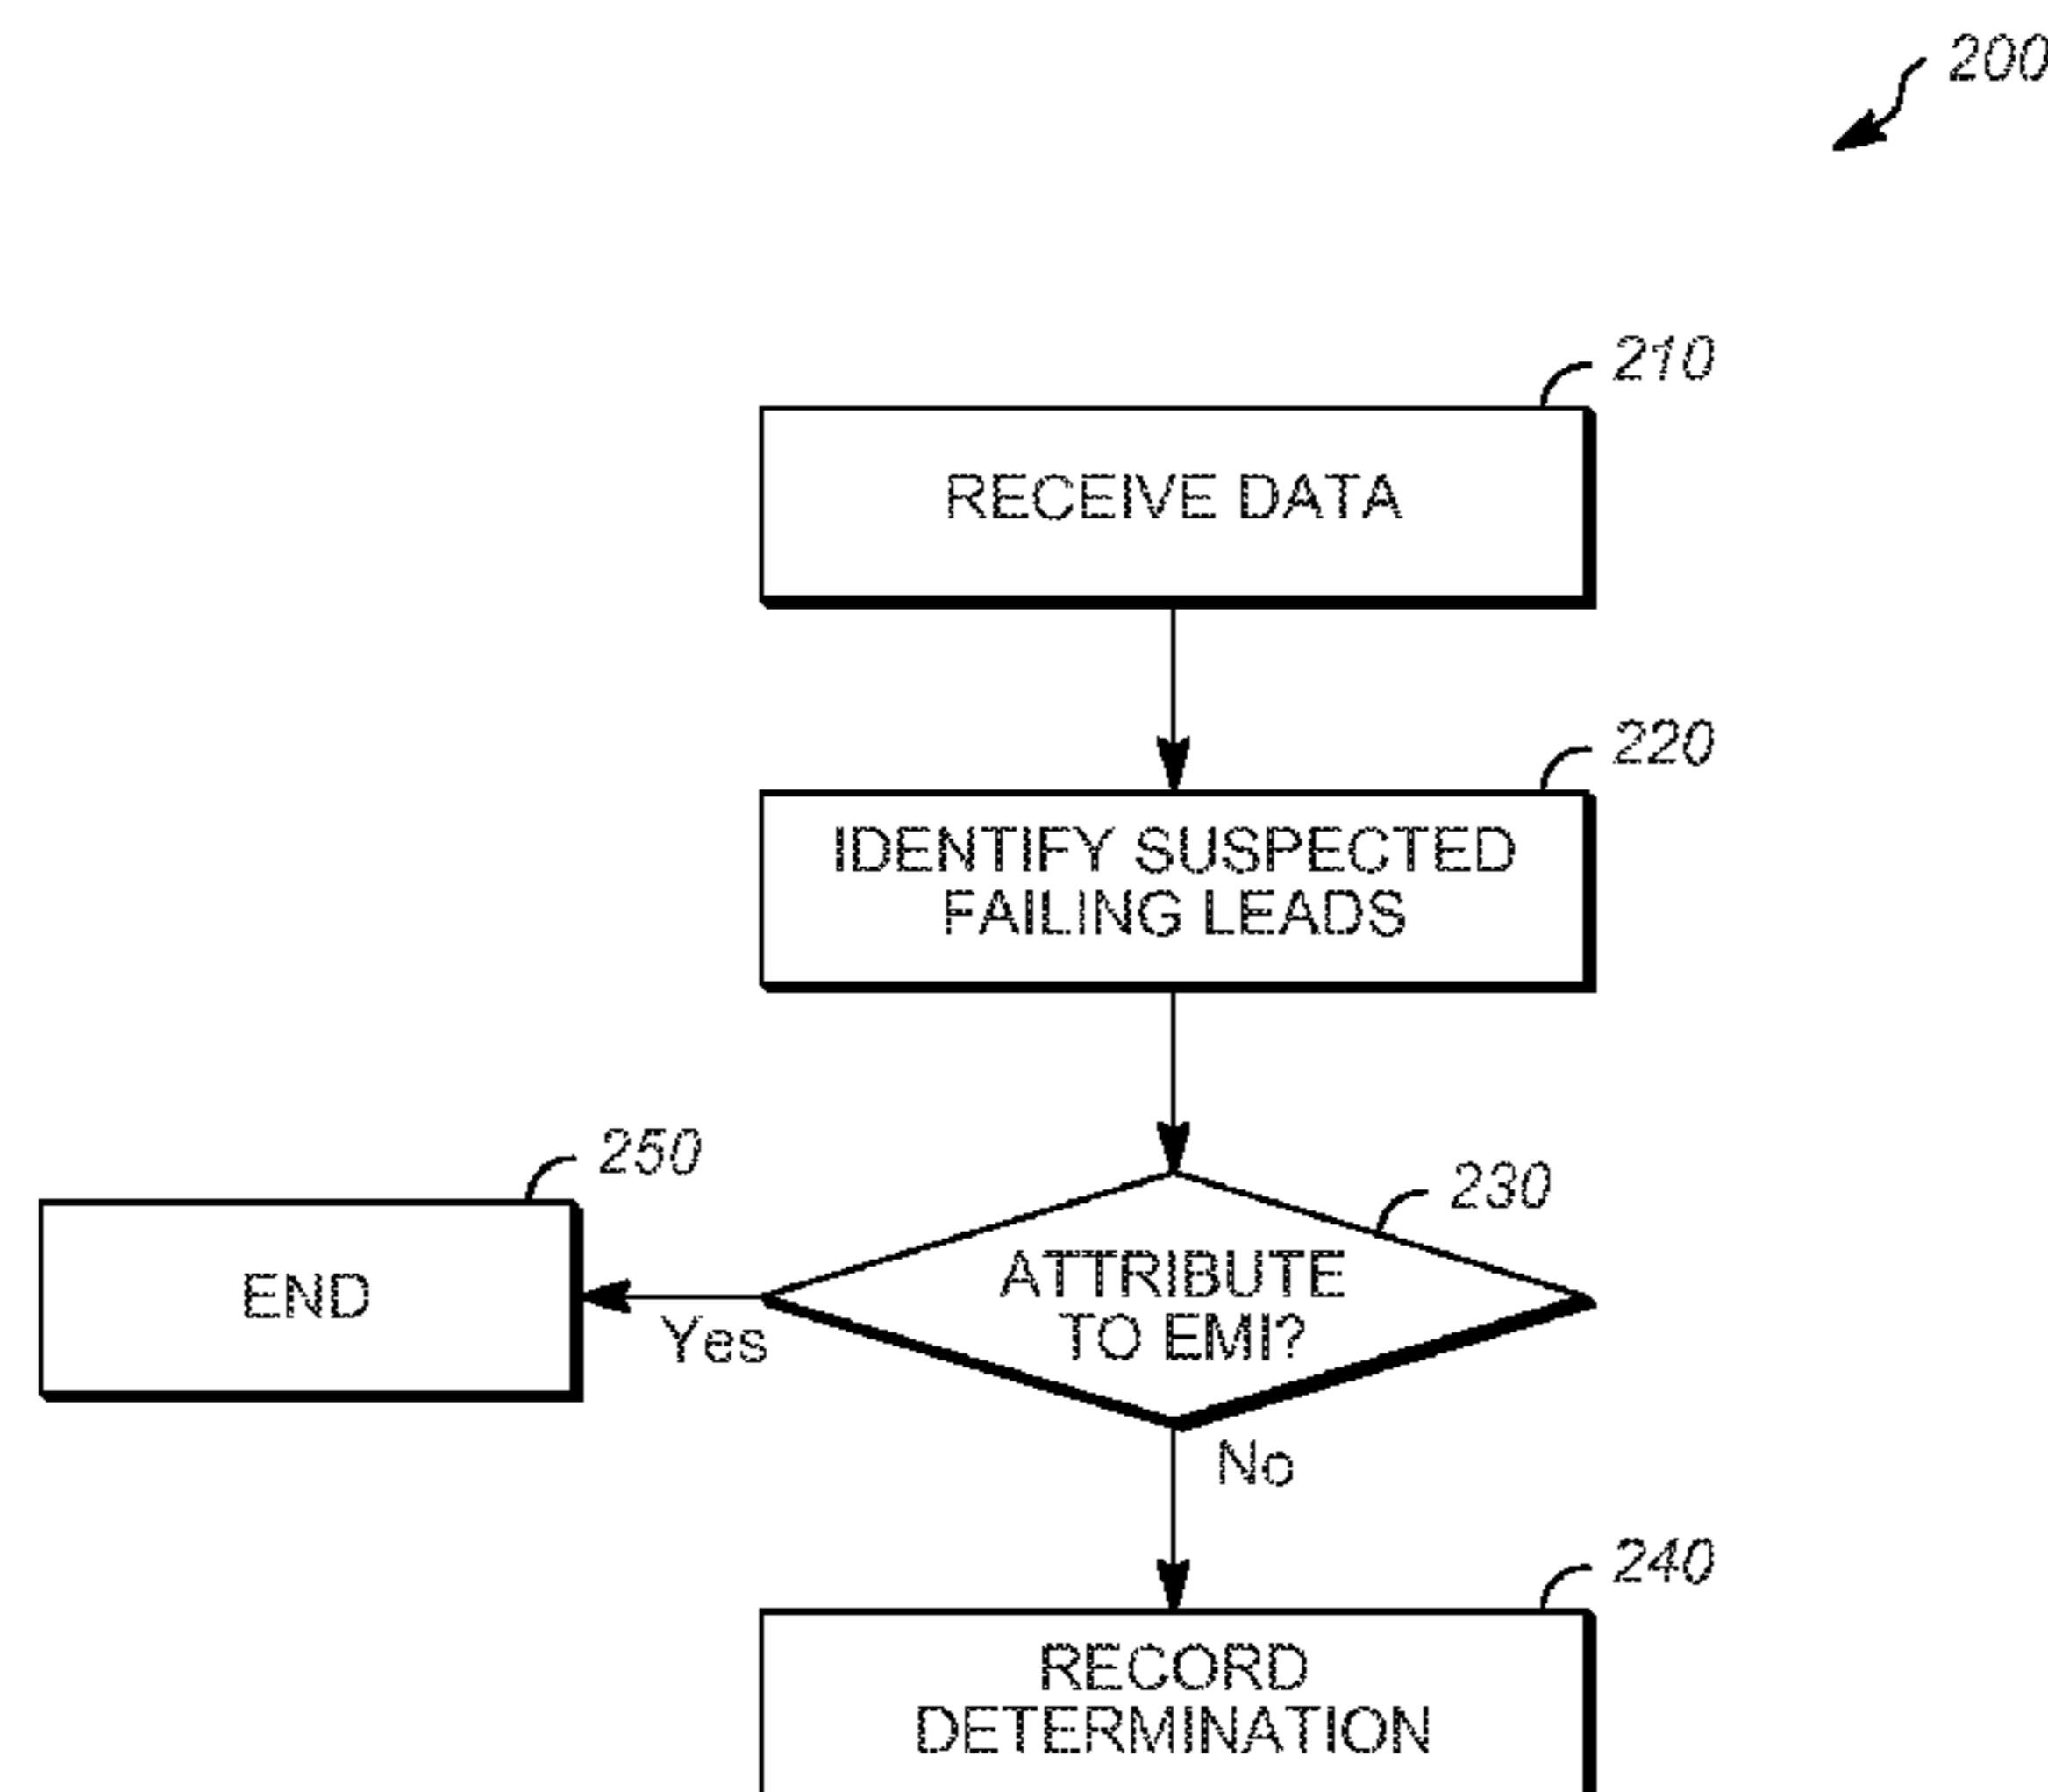 200
210
RECEIVE DATA
220
IDENTIFY SUSPECTED
FAILING LEADS
250
END
Yes
230
ATTRIBUTE
TO EMI?
No
240
RECORD
DETERMINATION